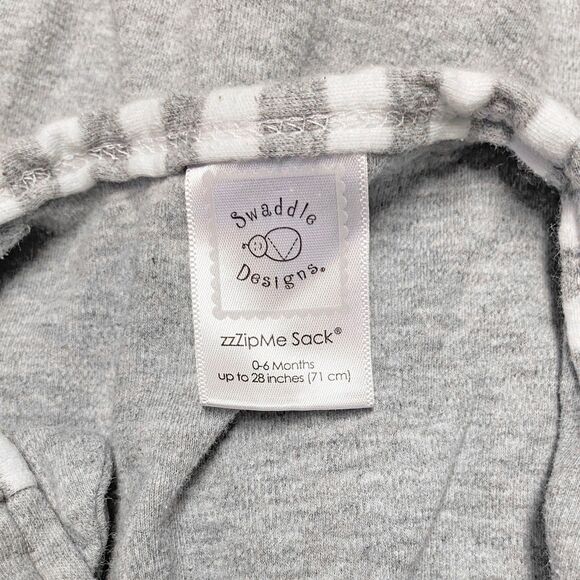 Swaddle
Designs®
zzZipMe Sack®
0-6 Months
up to 28 inches (71 cm)